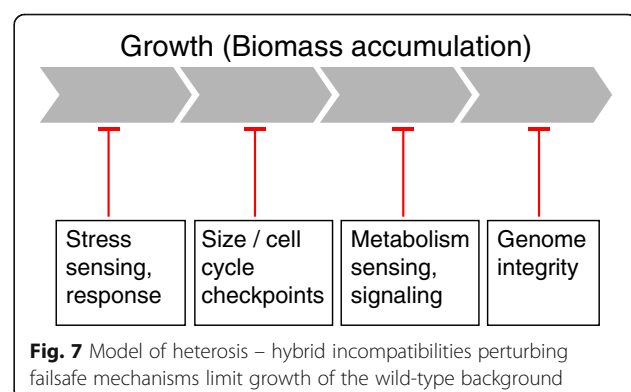 Growth (Biomass accumulation)
Stress
sensing,
response
Size / cell
cycle
checkpoints
Metabolism
sensing,
signaling
Genome
integrity
Fig. 7 Model of heterosis – hybrid incompatibilities perturbing
failsafe mechanisms limit growth of the wild-type background